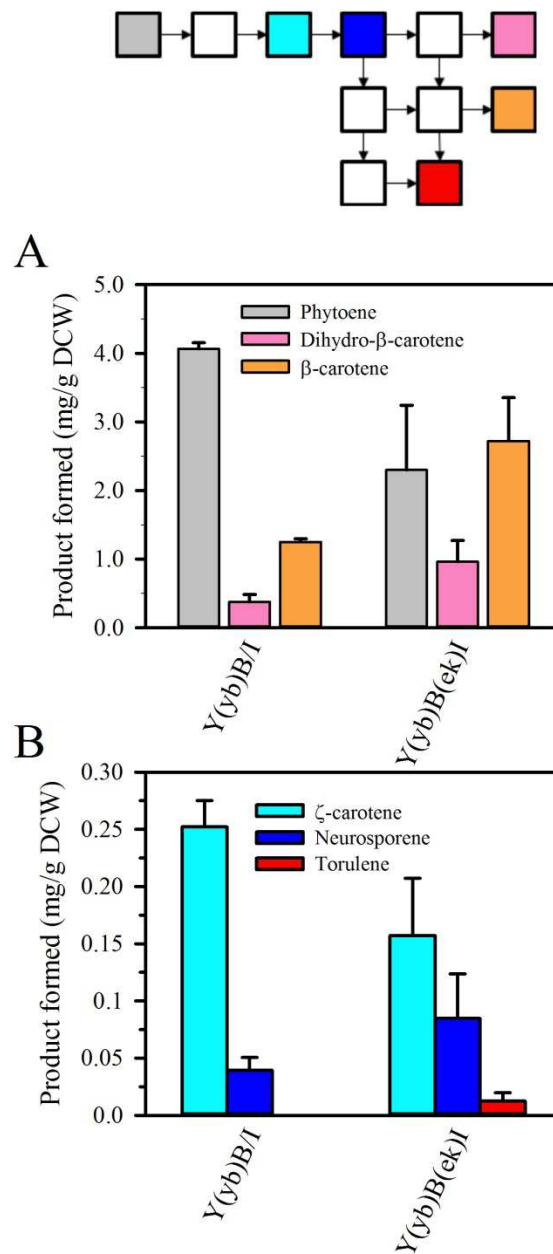 A
Product formed (mg/g DCW)
5.0
4.0
3.0
2.0
1.0
0.0
Phytoene
Dihydro-β-carotene
β-carotene
Y(yb)B/I
Y(yb)B(ek)I
B
Product formed (mg/g DCW)
0.30
0.25
0.20
0.15
0.1
0.05
0.0
ζ-carotene
Neurosporene
Torulene
Y(yb)B/I
Y(yb)B(ek)I